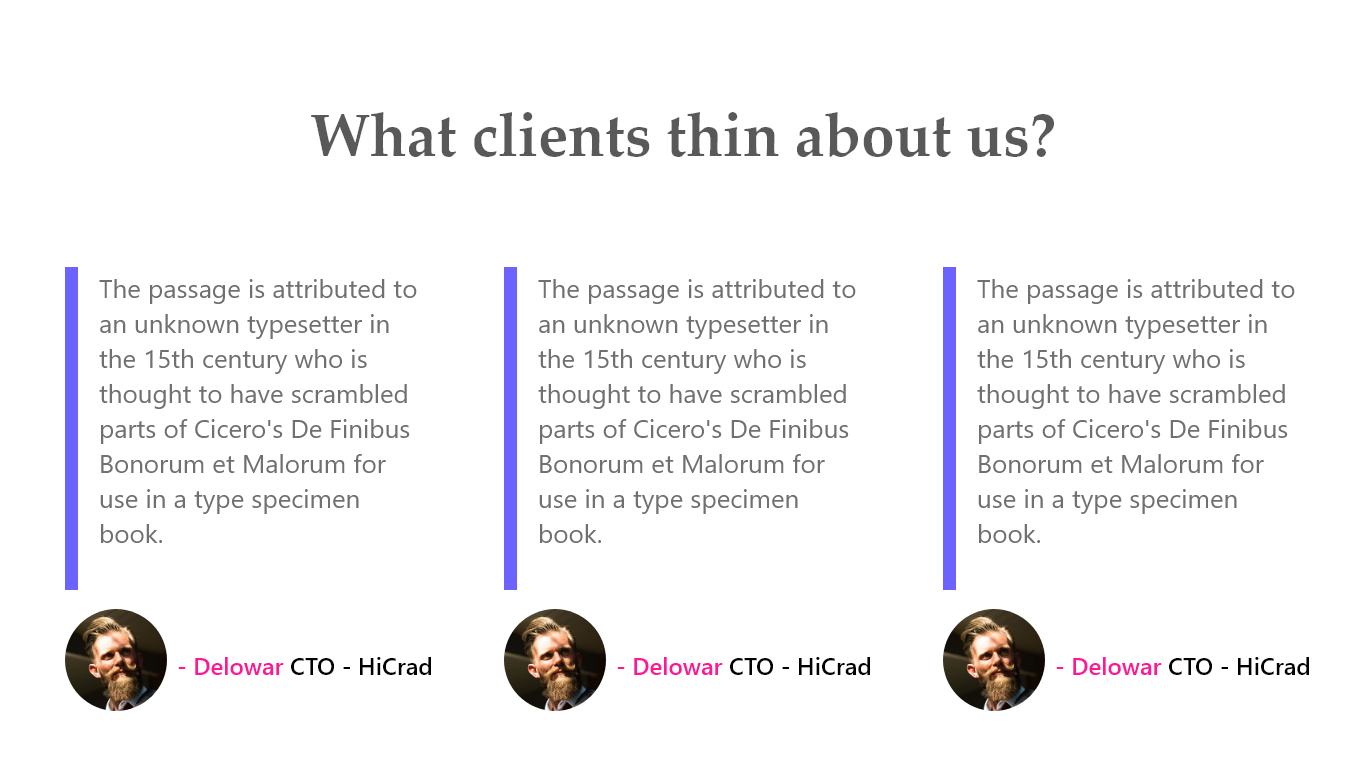 What clients thin about us?
The passage is attributed to
an unknown typesetter in
the 15th century who is
thought to have scrambled
parts of Cicero's De Finibus
Bonorum et Malorum for
use in a type specimen
book.
- Delowar CTO - HiCrad
The passage is attributed to
an unknown typesetter in
the 15th century who is
thought to have scrambled
parts of Cicero's De Finibus
Bonorum et Malorum for
use in a type specimen
book.
- Delowar CTO - HiCrad
The passage is attributed to
an unknown typesetter in
the 15th century who is
thought to have scrambled
parts of Cicero's De Finibus
Bonorum et Malorum for
use in a type specimen
book.
- Delowar CTO - HiCrad